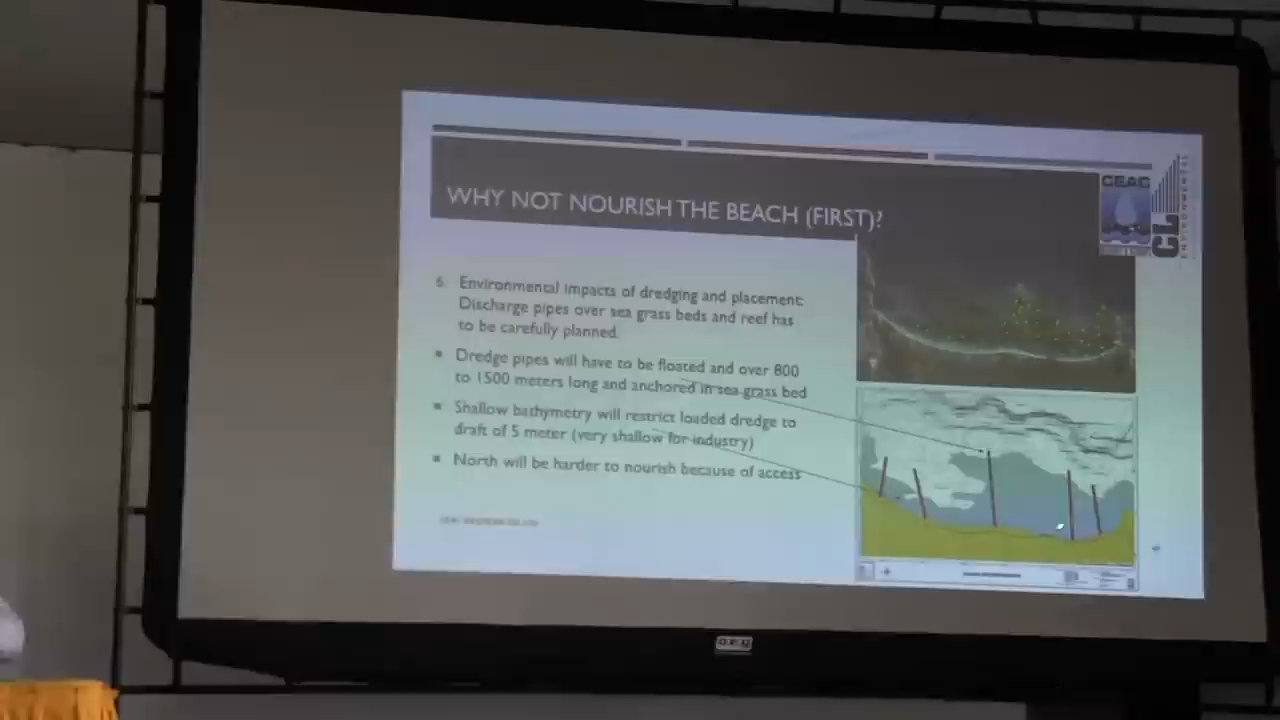 WHY NOT NOURISH THE BEACH (FIRST)?
CEAC
CL
ENVIRONMENTAL
6. Environmental impacts of dredging and placement:
Discharge pipes over sea grass beds and reef has
to be carefully planned.
Dredge pipes will have to be floated and over 800
to 1500 meters long and anchored in sea grass bed
Shallow bathymetry will restrict loaded dredge to
draft of 5 meter (very shallow for industry)
North will be harder to nourish because of access